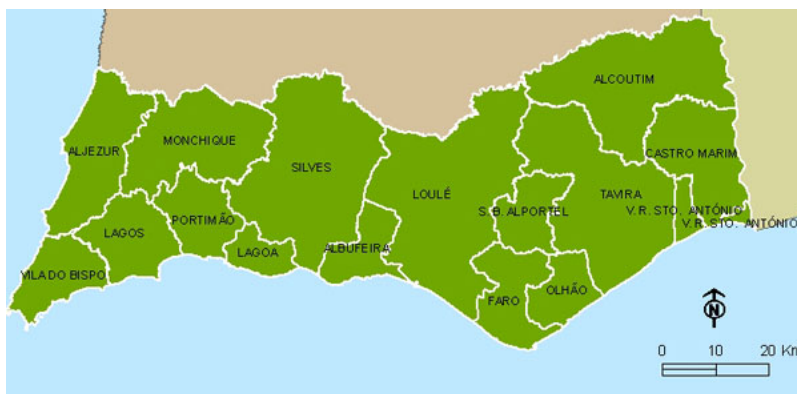 ALCOUTIM
MONCHIQUE
ALJEZUR
CASTRO MARIM
SILVES
LOULÉ
TAVIRA
S. B. ALPORTEL
V.R. STO. ANTÓNIO
PORTIMÃO
V.R. STO. ANTÓNIO
LAGOS
ALBUFEIRA
LAGOA
VILA DO BISPO
OLHÃO
FARO
N
0 10 20 Km